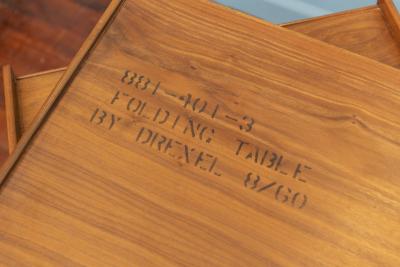 881-401-3
FOLDING TABLE
BY DREXEL 8/60